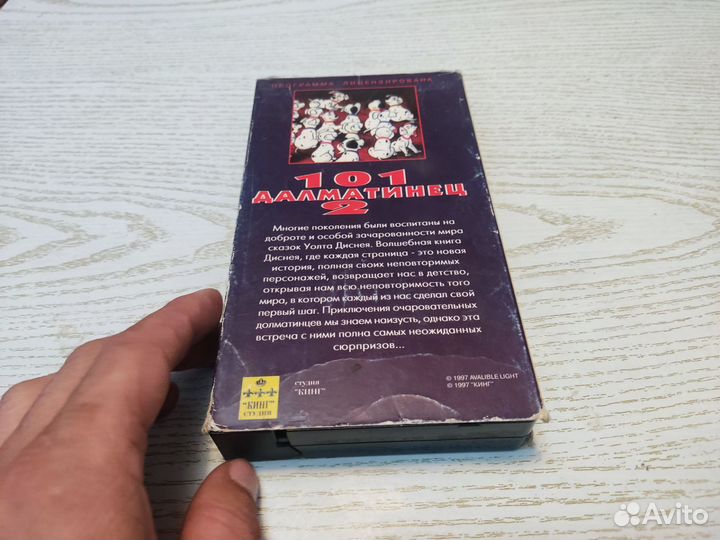 ПРОГРАММА ЛИЦЕНЗИРОВАНА
101
ДАЛМАТИНЕЦ
2
Многие поколения были воспитаны на
доброте и особой зачарованности мира
сказок Уолта Диснея. Волшебная книга
Диснея, где каждая страница - это новая
история, полная своих неповторимых
персонажей, возвращает нас в детство,
открывая нам всю неповторимость того
мира, в котором каждый из нас сделал свой
первый шаг. Приключения очаровательных
долматинцев мы знаем наизусть, однако эта
встреча с ними полна самых неожиданных
сюрпризов...
"КИНГ"
СТУДИЯ
студия
"КИНГ"
© 1997 AVALIBLE LIGHT
© 1997 "КИНГ"
Avito